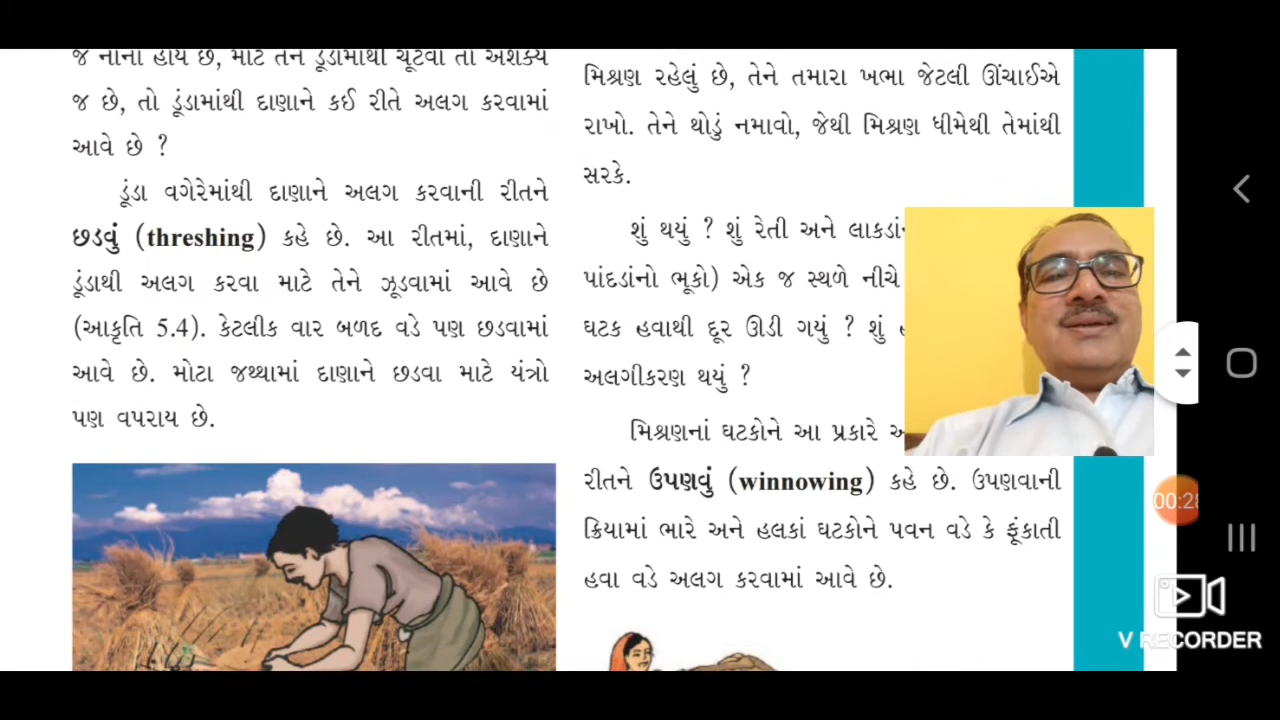 જ નાના હોય છે, માટે તેને ડૂંડામાંથી ચૂંટવા તો અશક્ય
જ છે, તો ડૂંડામાંથી દાણાને કઈ રીતે અલગ કરવામાં
આવે છે ?
ડૂંડા વગેરેમાંથી દાણાને અલગ કરવાની રીતને
છડવું (threshing) કહે છે. આ રીતમાં, દાણાને
ડૂંડાથી અલગ કરવા માટે તેને ઝૂડવામાં આવે છે
(આકૃતિ 5.4). કેટલીક વાર બળદ વડે પણ છડવામાં
આવે છે. મોટા જથ્થામાં દાણાને છડવા માટે યંત્રો
પણ વપરાય છે.
મિશ્રણ રહેલું છે, તેને તમારા ખભા જેટલી ઊંચાઈએ
રાખો. તેને થોડું નમાવો, જેથી મિશ્રણ ધીમેથી તેમાંથી
સરકે.
શું થયું ? શું રેતી અને
પાંદડાંનો ભૂકો) એક જ સ્થળે નીચે
ઘટક હવાથી દૂર ઊડી ગયું ? શું
અલગીકરણ થયું ?
મિશ્રણનાં ઘટકોને આ પ્રકારે
રીતને ઉપણવું (winnowing) કહે છે. ઉપણવાની
ક્રિયામાં ભારે અને હલકાં ઘટકોને પવન વડે કે ફૂંકાતી
હવા વડે અલગ કરવામાં આવે છે.
00:28
V RECORDER